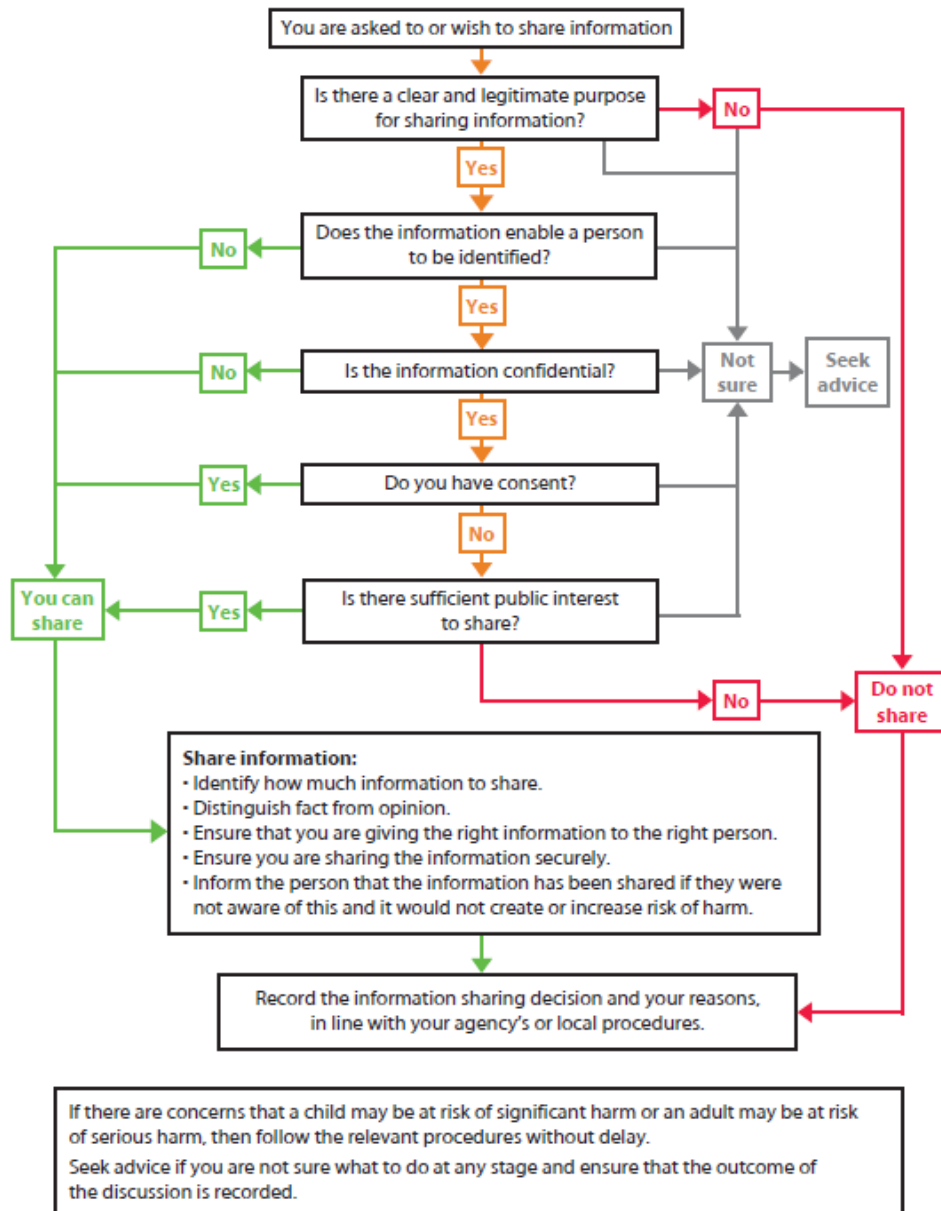 You are asked to or wish to share information
Is there a clear and legitimate purpose
for sharing information?
No
Yes
Does the information enable a person
to be identified?
No
Yes
Is the information confidential?
No
Not
sure
Seek
advice
Yes
Do you have consent?
Yes
No
Is there sufficient public interest
to share?
Yes
You can
share
No
Do not
share
Share information:
• Identify how much information to share.
• Distinguish fact from opinion.
• Ensure that you are giving the right information to the right person.
• Ensure you are sharing the information securely.
• Inform the person that the information has been shared if they were
not aware of this and it would not create or increase risk of harm.
Record the information sharing decision and your reasons,
in line with your agency's or local procedures.
If there are concerns that a child may be at risk of significant harm or an adult may be at risk
of serious harm, then follow the relevant procedures without delay.
Seek advice if you are not sure what to do at any stage and ensure that the outcome of
the discussion is recorded.